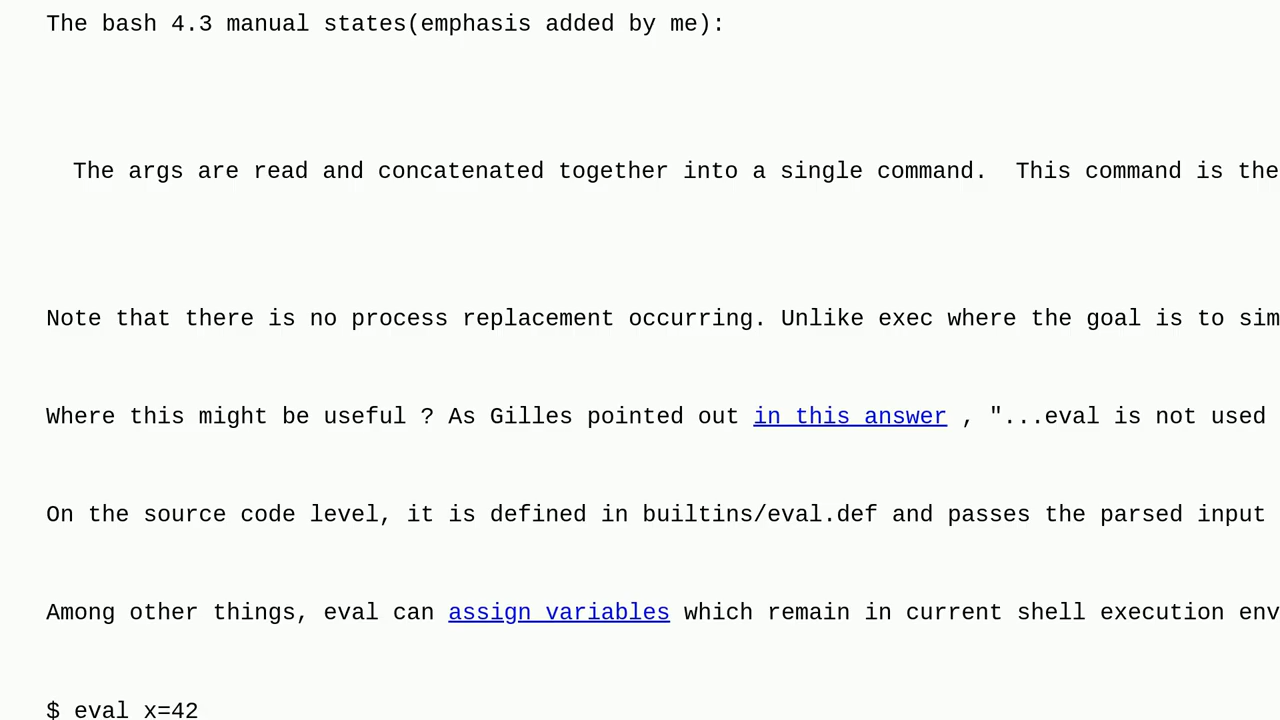 The bash 4.3 manual states(emphasis added by me):
The args are read and concatenated together into a single command.  This command is the
Note that there is no process replacement occurring. Unlike exec where the goal is to sim
Where this might be useful ? As Gilles pointed out in this answer , "...eval is not used
On the source code level, it is defined in builtins/eval.def and passes the parsed input
Among other things, eval can assign variables which remain in current shell execution env
$ eval x=42